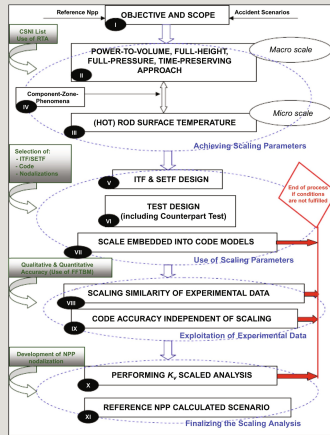 Reference Npp
Accident Scenarios
OBJECTIVE AND SCOPE
I
CSNI List
Use of RTA
Macro scale
POWER-TO-VOLUME, FULL-HEIGHT,
FULL-PRESSURE, TIME-PRESERVING
APPROACH
II
Component-Zone-
Phenomena
IV
Micro scale
(HOT) ROD SURFACE TEMPERATURE
III
Achieving Scaling Parameters
Selection of:
- ITF/SETF
- Code
- Nodalizations
V
ITF & SETF DESIGN
End of process
if conditions
are not fulfilled
TEST DESIGN
(including Counterpart Test)
VI
SCALE EMBEDDED INTO CODE MODELS
VII
Use of Scaling Parameters
Qualitative & Quantitative
Accuracy (Use of FFTBM)
SCALING SIMILARITY OF EXPERIMENTAL DATA
VIII
CODE ACCURACY INDEPENDENT OF SCALING
IX
Exploitation of Experimental Data
Development of NPP
nodalization
PERFORMING Kv SCALED ANALYSIS
X
REFERENCE NPP CALCULATED SCENARIO
XI
Finalizing the Scaling Analysis